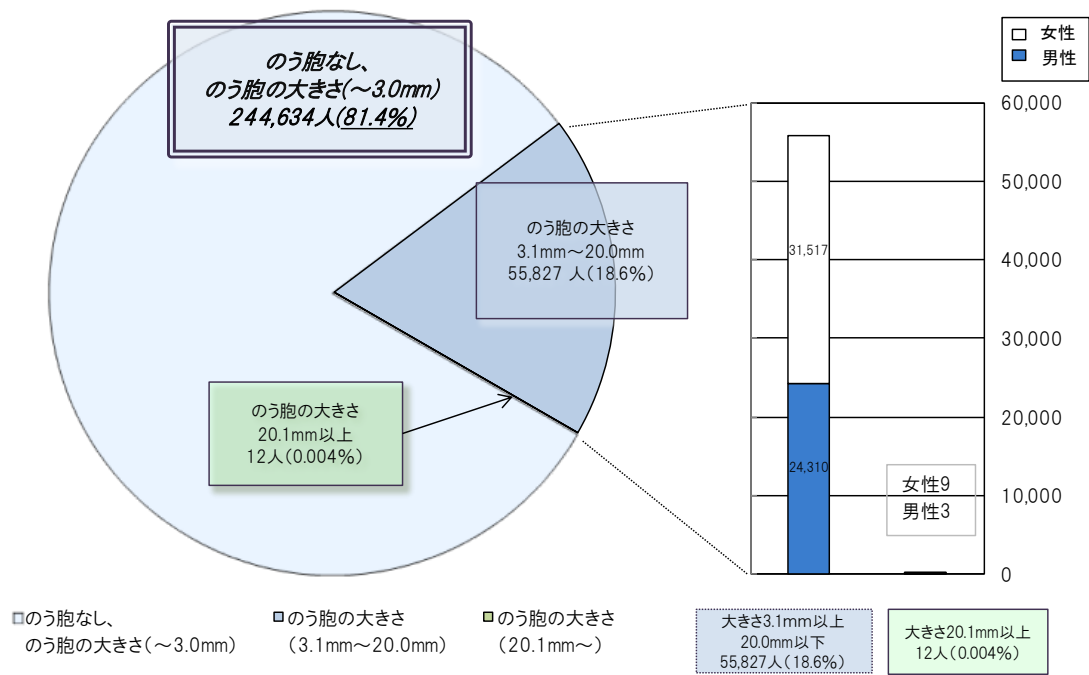 のう胞なし、
のう胞の大きさ(～3.0mm)
244,634人(81.4%)
のう胞の大きさ
3.1mm～20.0mm
55,827 人(18.6%)
のう胞の大きさ
20.1mm以上
12人(0.004%)
女性
男性
60,000
50,000
40,000
30,000
20,000
10,000
0
31,517
24,310
女性9
男性3
のう胞なし、
のう胞の大きさ(～3.0mm)
のう胞の大きさ
(3.1mm～20.0mm)
のう胞の大きさ
(20.1mm～)
大きさ3.1mm以上
20.0mm以下
55,827人(18.6%)
大きさ20.1mm以上
12人(0.004%)